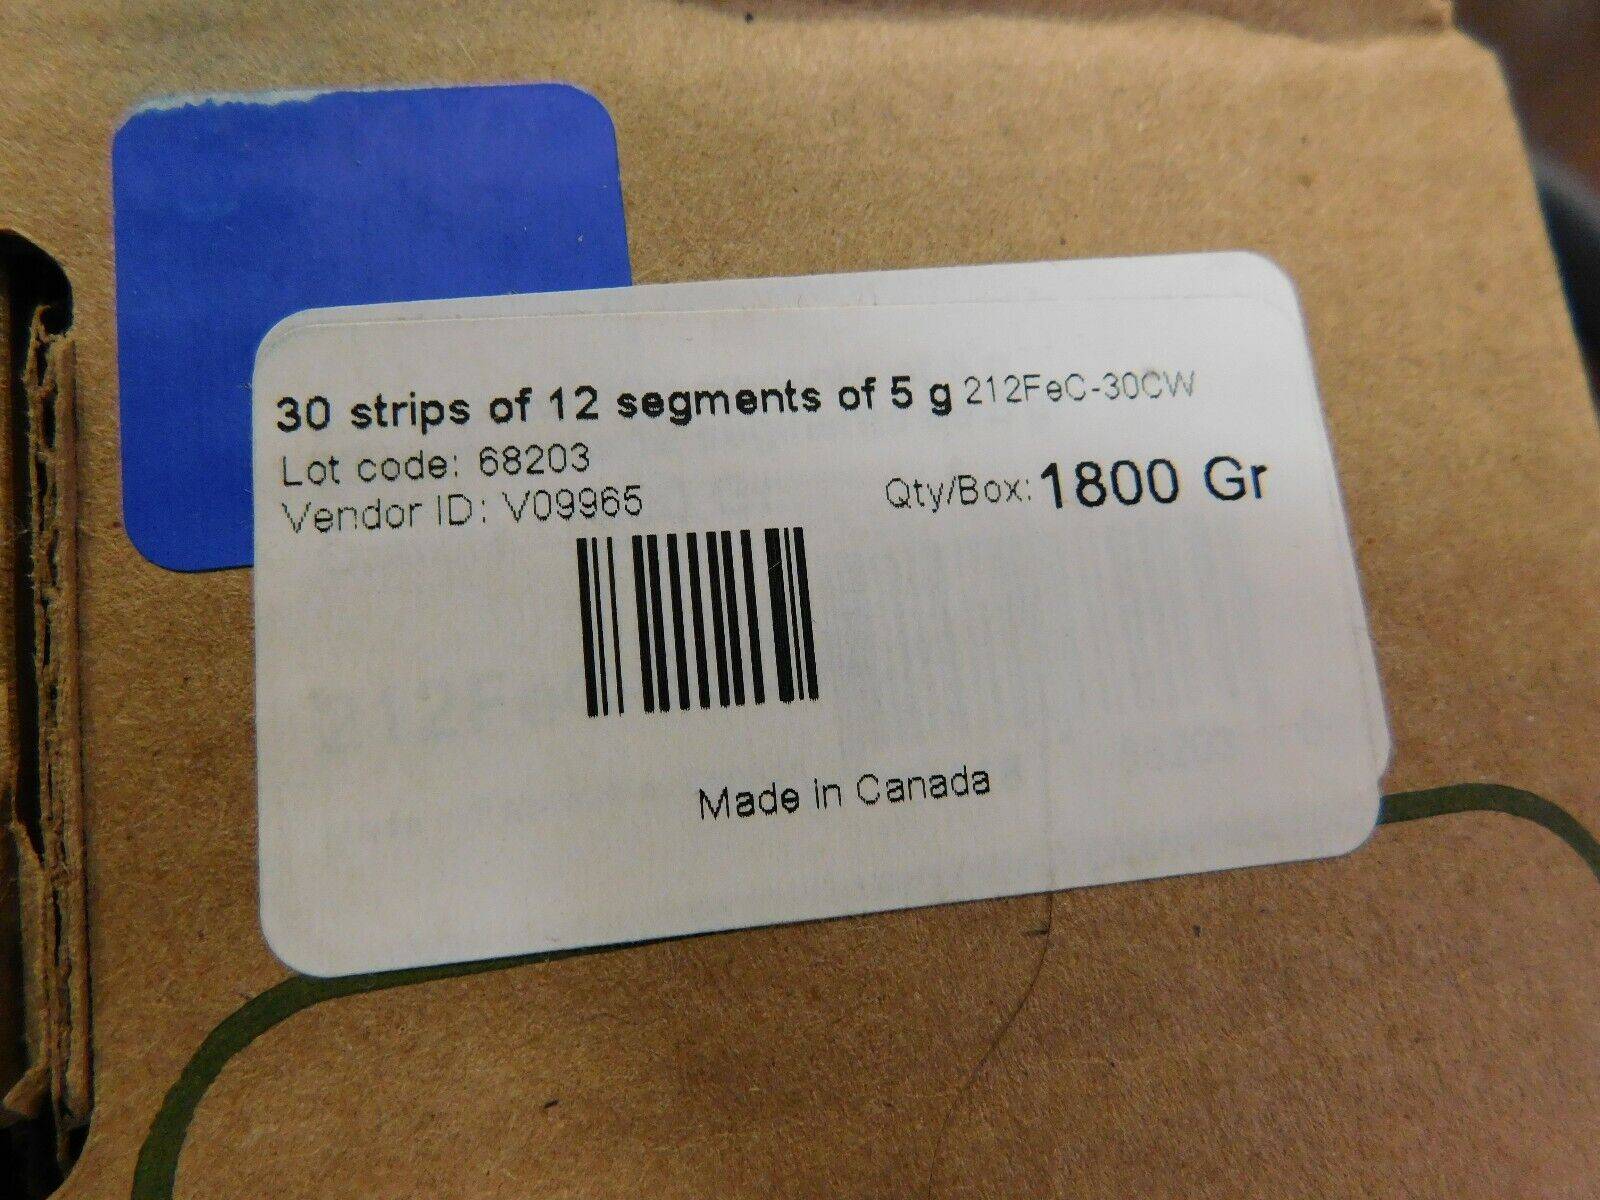 30 strips of 12 segments of 5 g 212FeC-30CW
Lot code: 68203
Vendor ID: V09965
Qty/Box: 1800 Gr
Made in Canada
212Fe